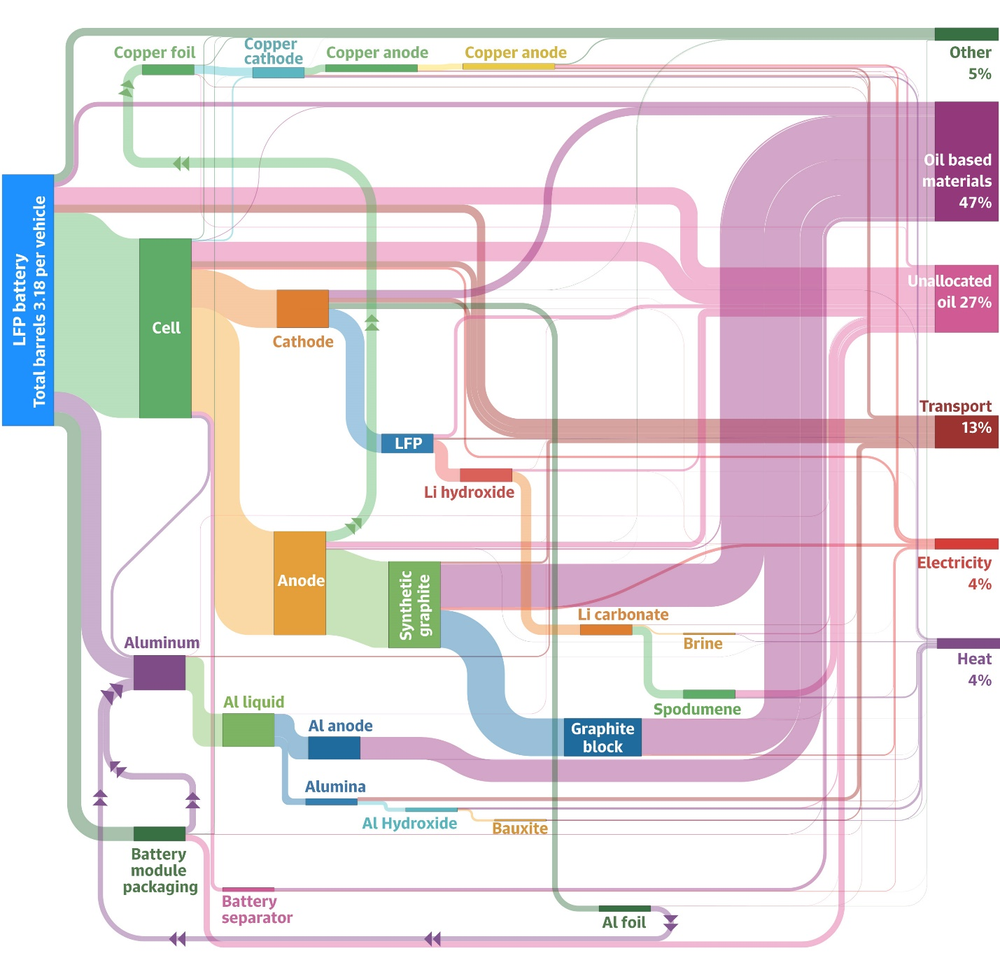 Other
5%
Copper foil
Copper
cathode
Copper anode
Copper anode
Oil based
materials
47%
LFP battery
Total barrels 3.18 per vehicle
Cell
Cathode
Unallocated
oil 27%
LFP
Li hydroxide
Transport
13%
Anode
Synthetic
graphite
Electricity
4%
Li carbonate
Brine
Aluminum
Heat
4%
Al liquid
Al anode
Spodumene
Graphite
block
Alumina
Al Hydroxide
Bauxite
Battery
module
packaging
Battery
separator
Al foil